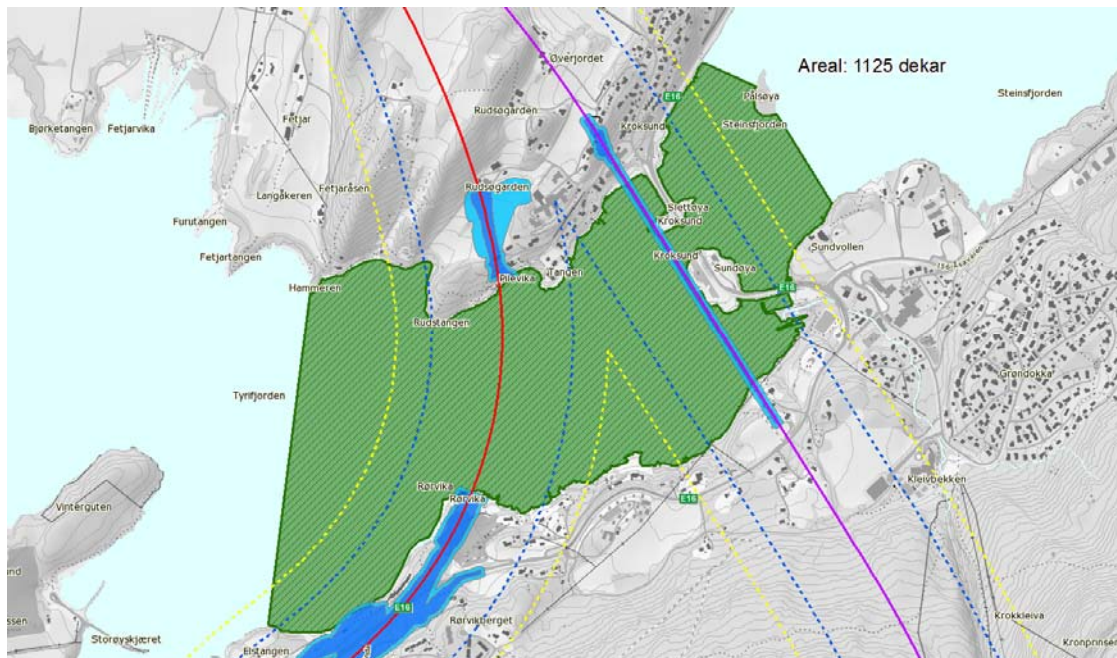 Øverjordet
Areal: 1125 dekar
Steinsfjorden
Pålsøya
E16
Rudsøgarden
Fetjar
Bjørketangen
Fetjarvika
Kroksund
Steinsfjorden
Rudsøgarden
Fetjaråsen
Langåkeren
Slettøya
Furutangen
Kroksund
Sundvollen
Fetjartangen
Kroksund
Sundøya
Tangen
Pilevika
Hammeren
E16
Rudstangen
Grøndokka
Tyrifjorden
Kleivbekken
Rørvika
Rørvika
E16
Vinterguten
E16
Krokkleiva
Rørvikberget
Storøyskjæret
Elstangen